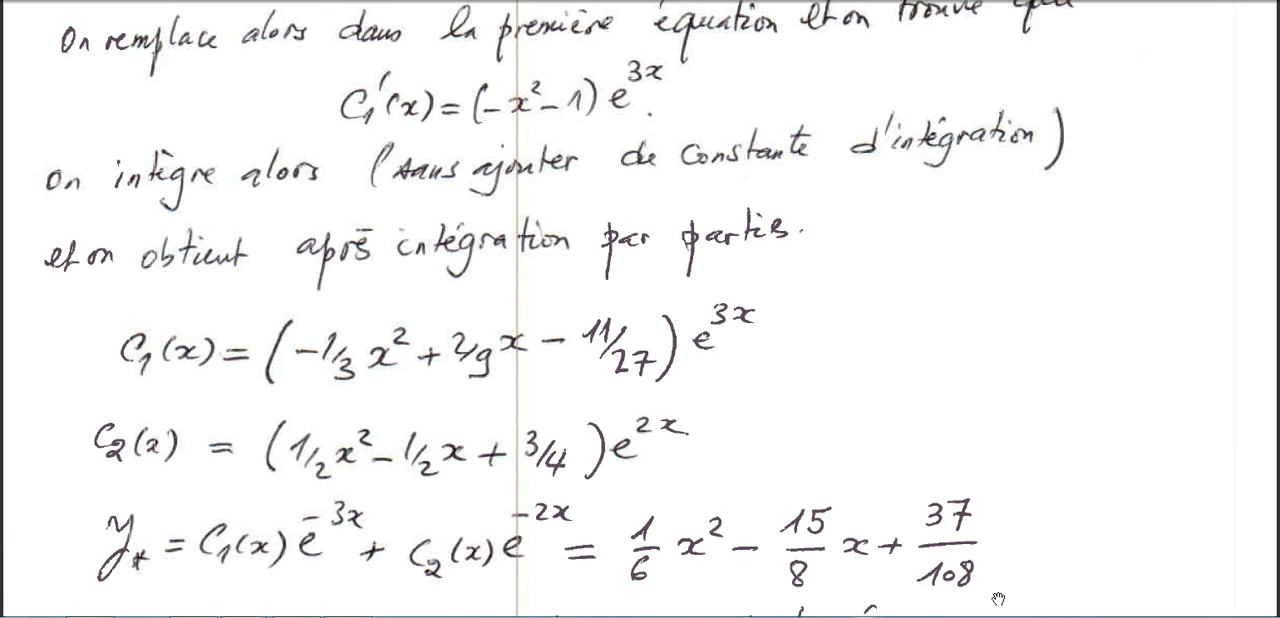 On remplace alors dans la première équation et on trouve que
C₁'(x) = (-x² - 1) e^{3x}.
On intègre alors (sans ajouter de constante d'intégration)
et on obtient après intégration par parties.
C₁(x) = (-1/3 x² + 2/9 x - 11/27) e^{3x}
C₂(x) = (1/2 x² - 1/2 x + 3/4) e^{2x}
y_* = C₁(x) e^{-3x} + C₂(x) e^{-2x} = 1/6 x² - 15/8 x + 37/108